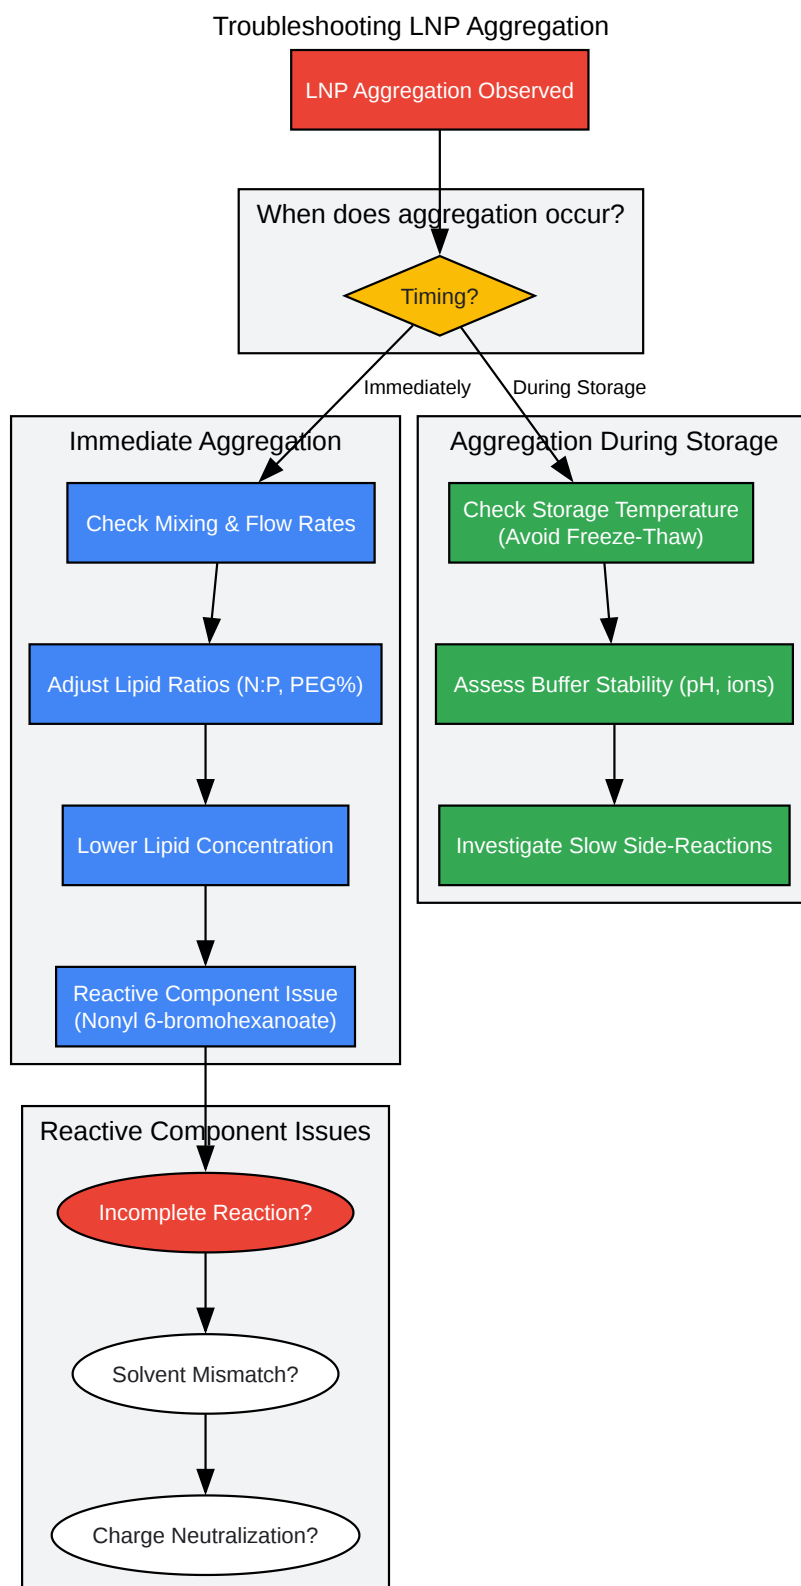 Troubleshooting LNP Aggregation
LNP Aggregation Observed
When does aggregation occur?
Timing?
Immediately
During Storage
Immediate Aggregation
Check Mixing & Flow Rates
Adjust Lipid Ratios (N:P, PEG%)
Lower Lipid Concentration
Reactive Component Issue
(Nonyl 6-bromohexanoate)
Aggregation During Storage
Check Storage Temperature
(Avoid Freeze-Thaw)
Assess Buffer Stability (pH, ions)
Investigate Slow Side-Reactions
Reactive Component Issues
Incomplete Reaction?
Solvent Mismatch?
Charge Neutralization?